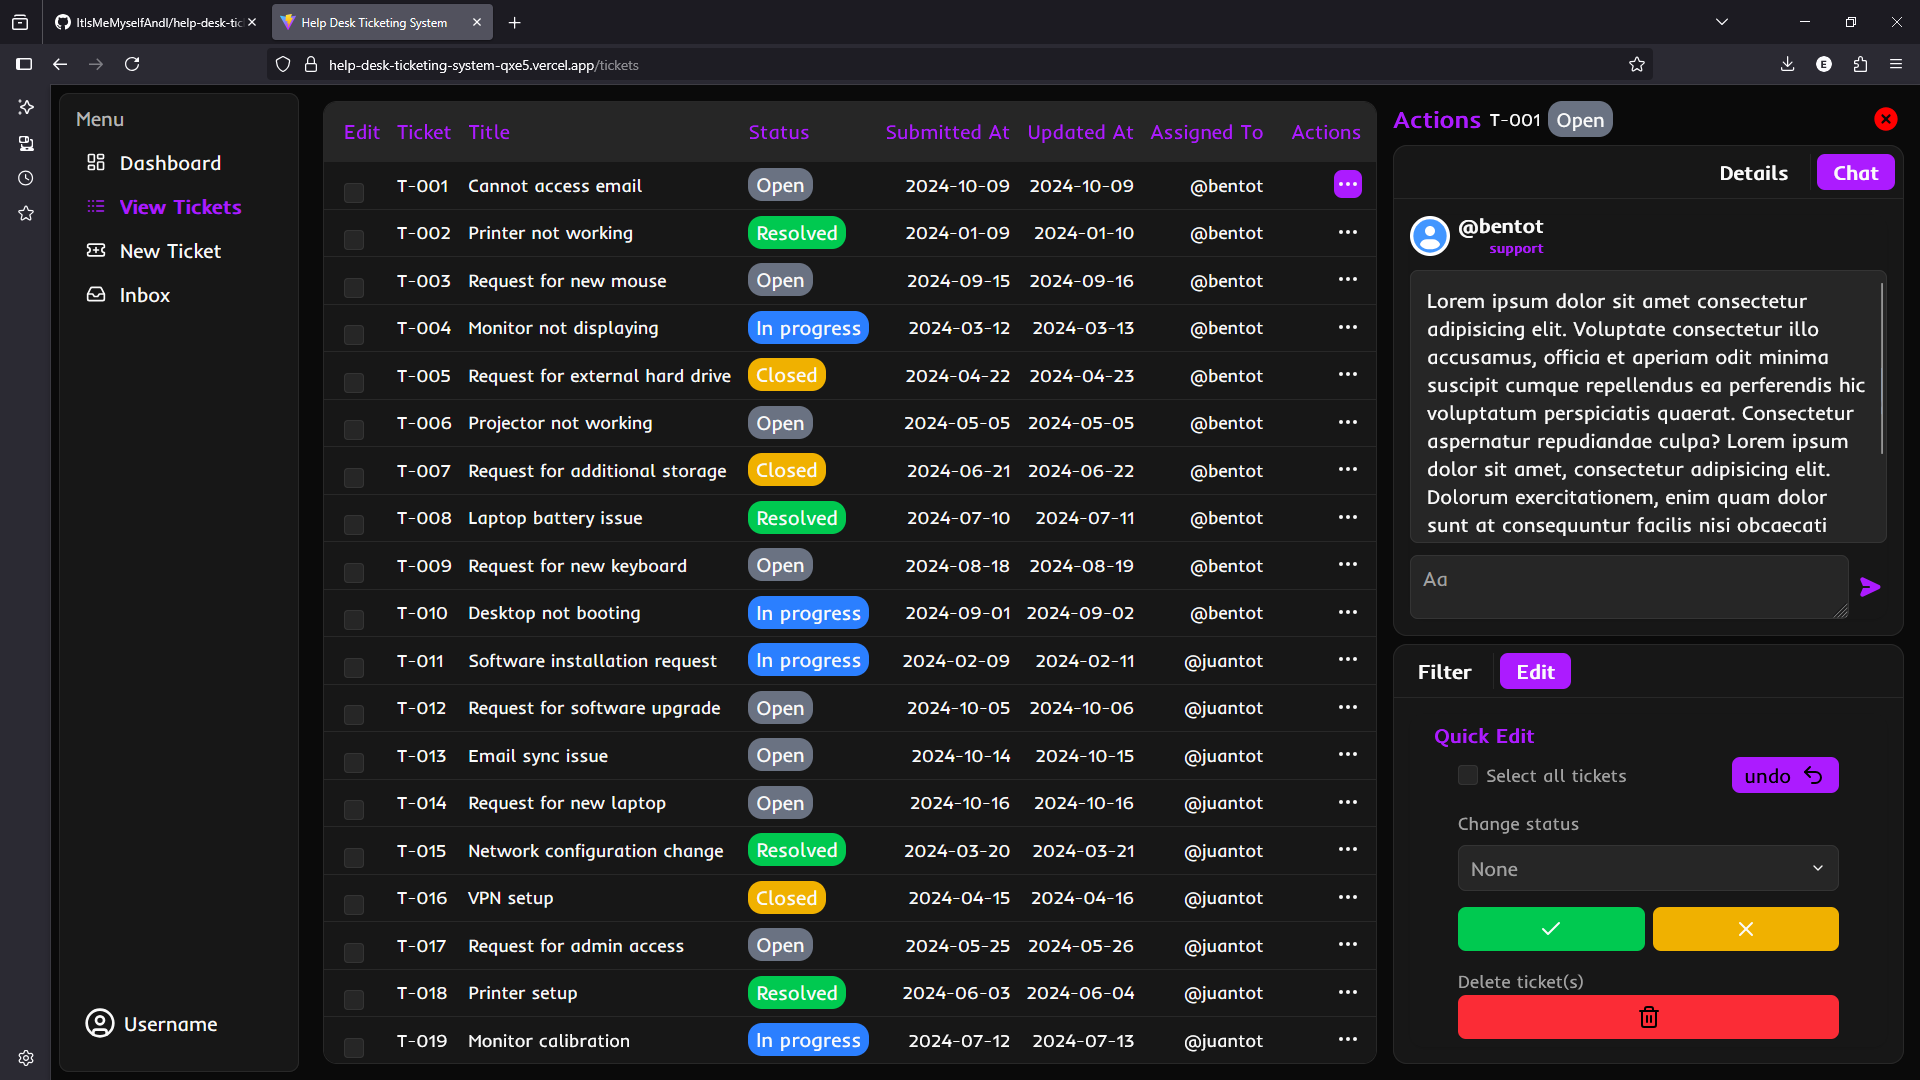 ItIsMeMyselfAndI/help-desk-tic
Help Desk Ticketing System
help-desk-ticketing-system-qxe5.vercel.app/tickets
E
Menu
Dashboard
View Tickets
New Ticket
Inbox
Username
Edit Ticket Title Status Submitted At Updated At Assigned To Actions
T-001 Cannot access email Open 2024-10-09 2024-10-09 @bentot
T-002 Printer not working Resolved 2024-01-09 2024-01-10 @bentot
T-003 Request for new mouse Open 2024-09-15 2024-09-16 @bentot
T-004 Monitor not displaying In progress 2024-03-12 2024-03-13 @bentot
T-005 Request for external hard drive Closed 2024-04-22 2024-04-23 @bentot
T-006 Projector not working Open 2024-05-05 2024-05-05 @bentot
T-007 Request for additional storage Closed 2024-06-21 2024-06-22 @bentot
T-008 Laptop battery issue Resolved 2024-07-10 2024-07-11 @bentot
T-009 Request for new keyboard Open 2024-08-18 2024-08-19 @bentot
T-010 Desktop not booting In progress 2024-09-01 2024-09-02 @bentot
T-011 Software installation request In progress 2024-02-09 2024-02-11 @juantot
T-012 Request for software upgrade Open 2024-10-05 2024-10-06 @juantot
T-013 Email sync issue Open 2024-10-14 2024-10-15 @juantot
T-014 Request for new laptop Open 2024-10-16 2024-10-16 @juantot
T-015 Network configuration change Resolved 2024-03-20 2024-03-21 @juantot
T-016 VPN setup Closed 2024-04-15 2024-04-16 @juantot
T-017 Request for admin access Open 2024-05-25 2024-05-26 @juantot
T-018 Printer setup Resolved 2024-06-03 2024-06-04 @juantot
T-019 Monitor calibration In progress 2024-07-12 2024-07-13 @juantot
Actions T-001 Open
Details Chat
@bentot
support
Lorem ipsum dolor sit amet consectetur
adipisicing elit. Voluptate consectetur illo
accusamus, officia et aperiam odit minima
suscipit cumque repellendus ea perferendis hic
voluptatum perspiciatis quaerat. Consectetur
aspernatur repudiandae culpa? Lorem ipsum
dolor sit amet, consectetur adipisicing elit.
Dolorum exercitationem, enim quam dolor
sunt at consequuntur facilis nisi obcaecati
Aa
Filter Edit
Quick Edit
Select all tickets undo
Change status
None
Delete ticket(s)